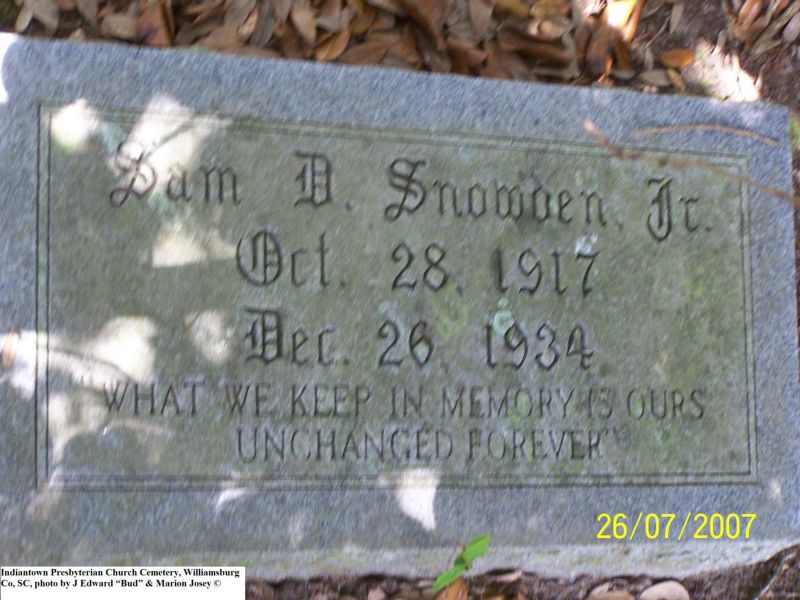 Sam D. Snowden, Jr.
Oct. 28, 1917
Dec. 26, 1934
WHAT WE KEEP IN MEMORY IS OURS
UNCHANGED FOREVER"
26/07/2007
Indiantown Presbyterian Church Cemetery, Williamsburg
Co, SC, photo by J Edward “Bud” & Marion Josey ©